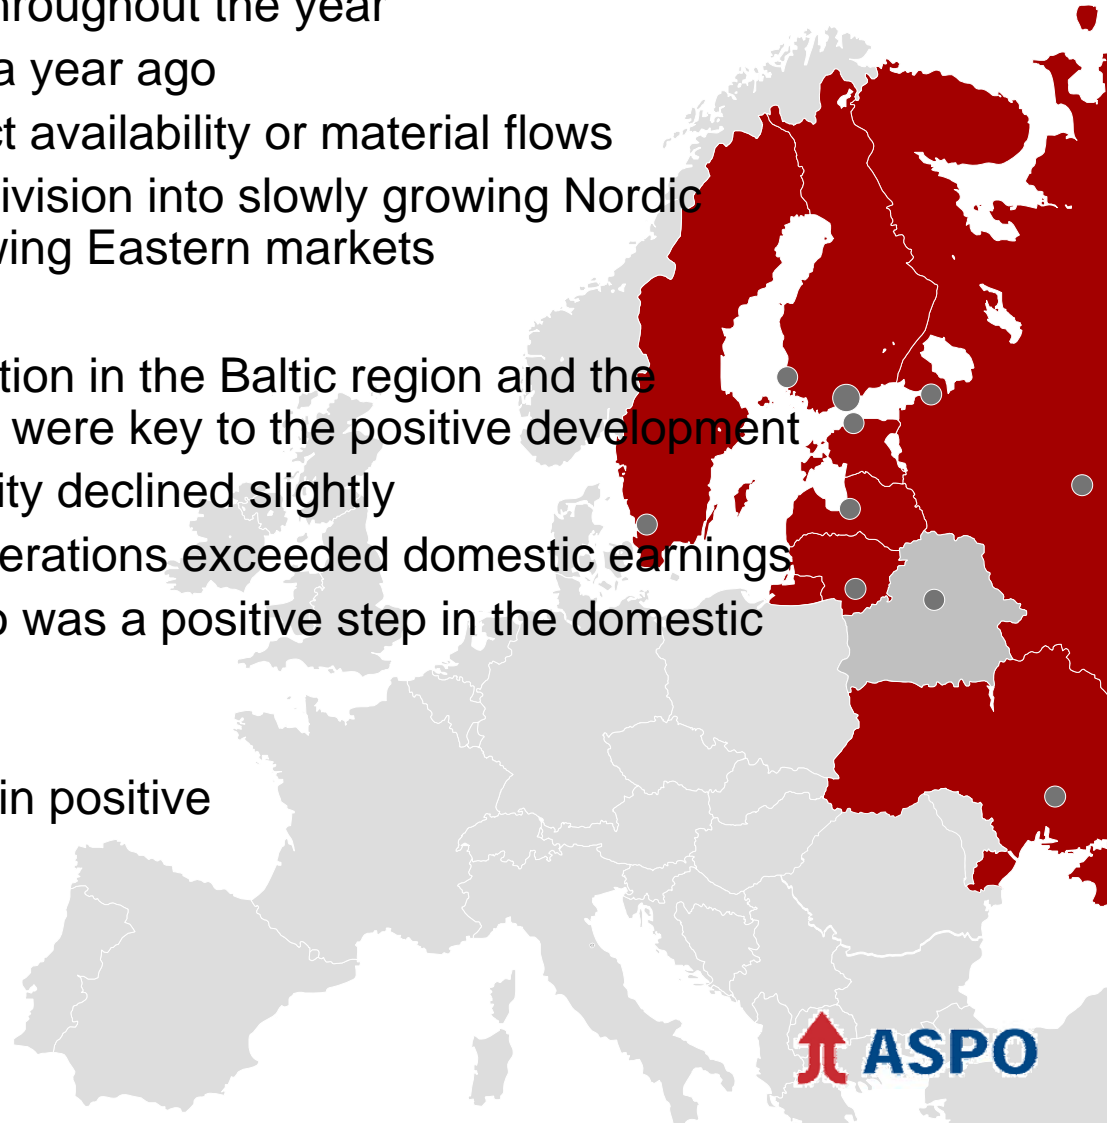 throughout the year
a year ago
availability or material flows
ivision into slowly growing Nordic
wing Eastern markets
tion in the Baltic region and the
were key to the positive development
ity declined slightly
erations exceeded domestic earnings
was a positive step in the domestic
in positive
ASPO